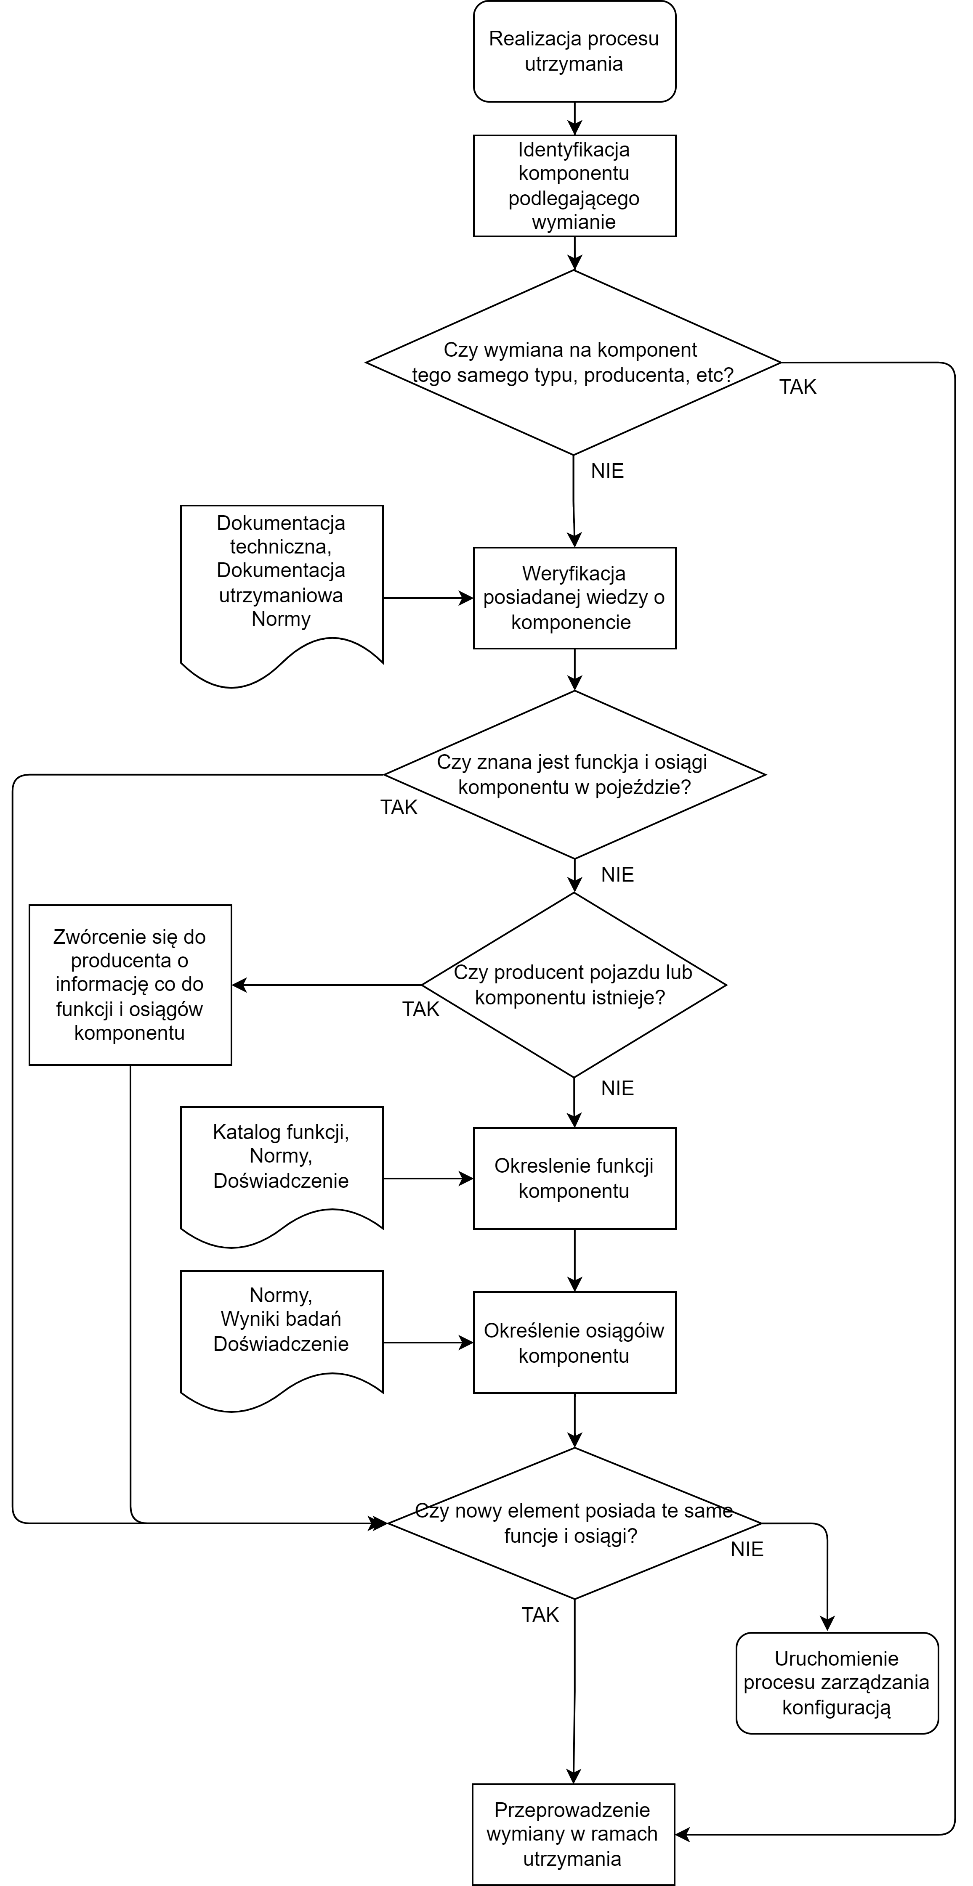 Realizacja procesu
utrzymania
Identyfikacja
komponentu
podlegającego
wymianie
Czy wymiana na komponent
tego samego typu, producenta, etc?
TAK
NIE
Dokumentacja
techniczna,
Dokumentacja
utrzymaniowa
Normy
Weryfikacja
posiadanej wiedzy o
komponencie
Czy znana jest funckja i osiągi
komponentu w pojeździe?
TAK
NIE
Zwórcenie się do
producenta o
informację co do
funkcji i osiągów
komponentu
Czy producent pojazdu lub
komponentu istnieje?
TAK
NIE
Katalog funkcji,
Normy,
Doświadczenie
Okreslenie funkcji
komponentu
Normy,
Wyniki badań
Doświadczenie
Określenie osiągóiw
komponentu
Czy nowy element posiada te same
funcje i osiągi?
NIE
TAK
Uruchomienie
procesu zarządzania
konfiguracją
Przeprowadzenie
wymiany w ramach
utrzymania